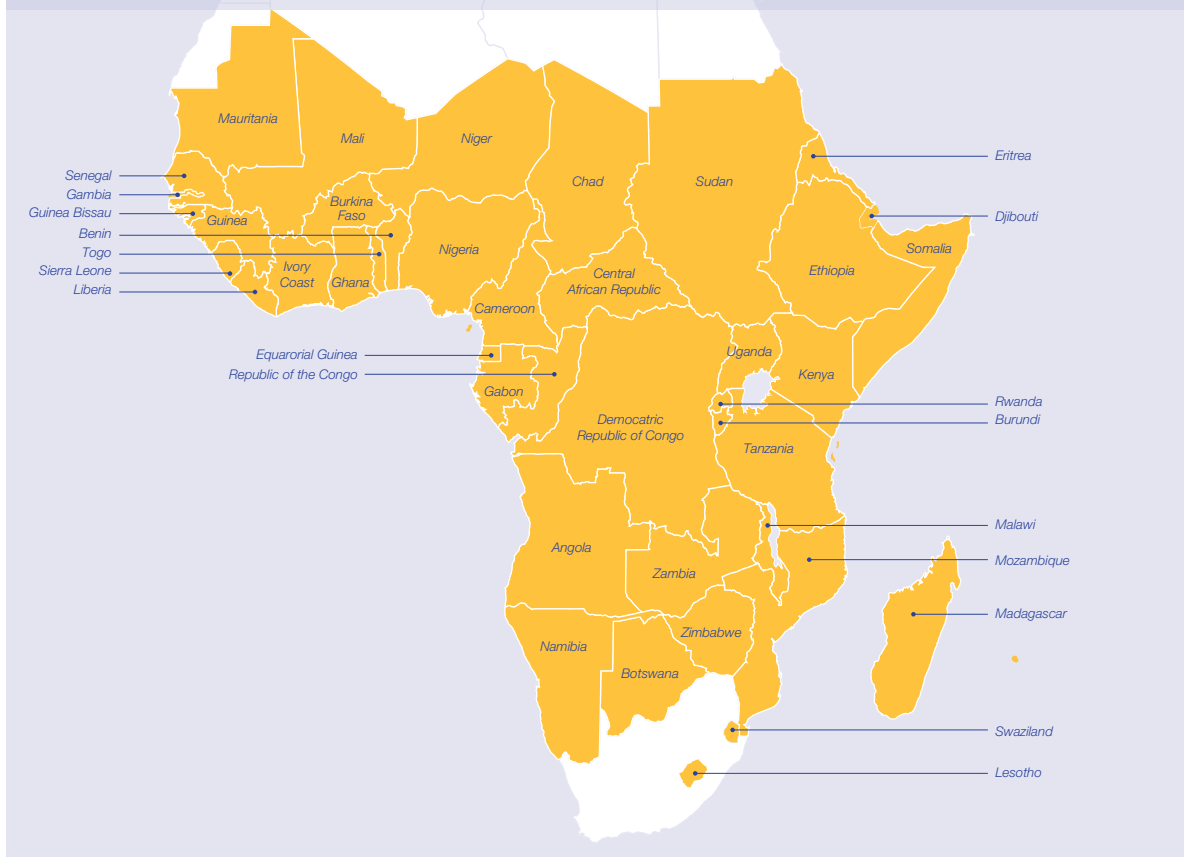 Mauritania
Mali
Niger
Chad
Sudan
Eritrea
Senegal
Gambia
Guinea Bissau
Guinea
Burkina
Faso
Benin
Togo
Sierra Leone
Liberia
Ivory
Coast
Ghana
Nigeria
Djibouti
Somalia
Ethiopia
Central
African Republic
Cameroon
Equarorial Guinea
Republic of the Congo
Gabon
Uganda
Kenya
Rwanda
Burundi
Democatric
Republic of Congo
Tanzania
Malawi
Mozambique
Angola
Zambia
Madagascar
Namibia
Zimbabwe
Botswana
Swaziland
Lesotho